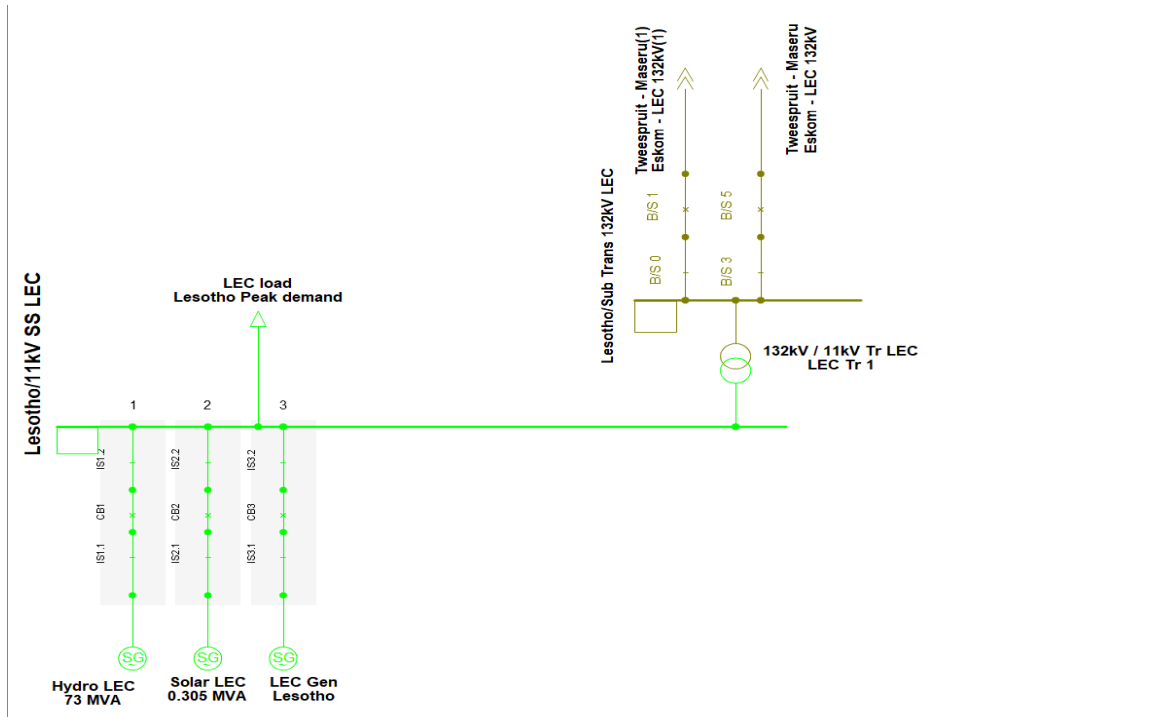 Tweespruit - Maseru(1)
Eskom - LEC 132kV(1)
Tweespruit - Maseru
Eskom - LEC 132kV
B/S 1
B/S 5
B/S 0
B/S 3
Lesotho/Sub Trans 132kV LEC
132kV / 11kV Tr LEC
LEC Tr 1
LEC load
Lesotho Peak demand
Lesotho/11kV SS LEC
1
2
3
IS1.2
IS2.2
IS3.2
CB1
CB2
CB3
IS1.1
IS2.1
IS3.1
SG
SG
SG
Hydro LEC
73 MVA
Solar LEC
0.305 MVA
LEC Gen
Lesotho